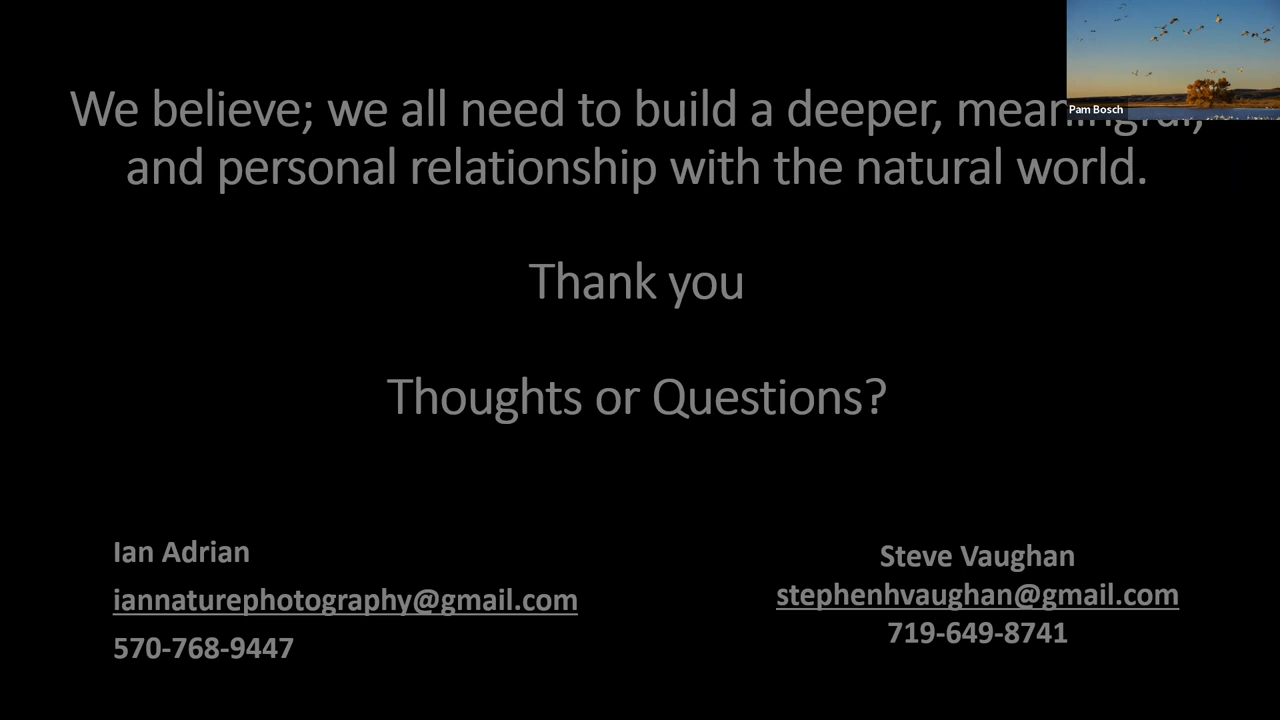 We believe; we all need to build a deeper, meaningful,
and personal relationship with the natural world.
Thank you
Thoughts or Questions?
Ian Adrian
iannaturephotography@gmail.com
570-768-9447
Steve Vaughan
stephenhvaughan@gmail.com
719-649-8741
Pam Bosch